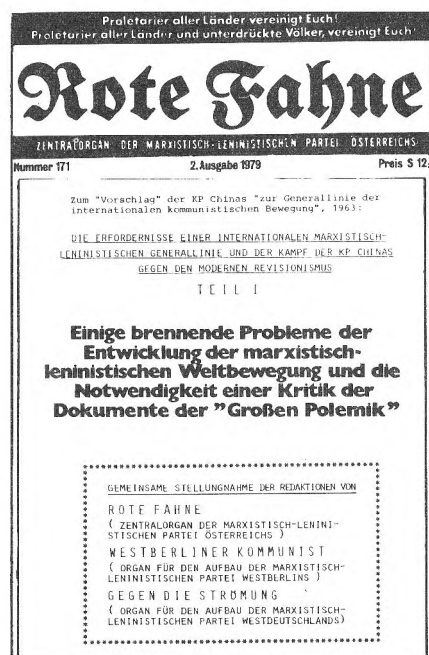 Proletarier aller Länder vereinigt Euch!
Proletarier aller Länder und unterdrückte Völker, vereinigt Euch!
Rote Fahne
ZENTRALORGAN DER MARXISTISCH-LENINISTISCHEN PARTEI ÖSTERREICHS
Nummer 171 2. Ausgabe 1979 Preis S 12,
Zum "Vorschlag" der KP Chinas "zur Generallinie der
internationalen kommunistischen Bewegung", 1963:
DIE ERFORDERNISSE EINER INTERNATIONALEN MARXISTISCH-
LENINISTISCHEN GENERALLINIE UND DER KAMPF DER KP CHINAS
GEGEN DEN MODERNEN REVISIONISMUS
TEIL I
Einige brennende Probleme der
Entwicklung der marxistisch-
leninistischen Weltbewegung und die
Notwendigkeit einer Kritik der
Dokumente der "Großen Polemik"
GEMEINSAME STELLUNGNAHME DER REDAKTIONEN VON
ROTE FAHNE
( ZENTRALORGAN DER MARXISTISCH-LENINI-
STISCHEN PARTEI ÖSTERREICHS )
WESTBERLINER KOMMUNIST
( ORGAN FÜR DEN AUFBAU DER MARXISTISCH-
LENINISTISCHEN PARTEI WESTBERLINS )
GEGEN DIE STRÖMUNG
( ORGAN FÜR DEN AUFBAU DER MARXISTISCH-
LENINISTISCHEN PARTEI WESTDEUTSCHLANDS)